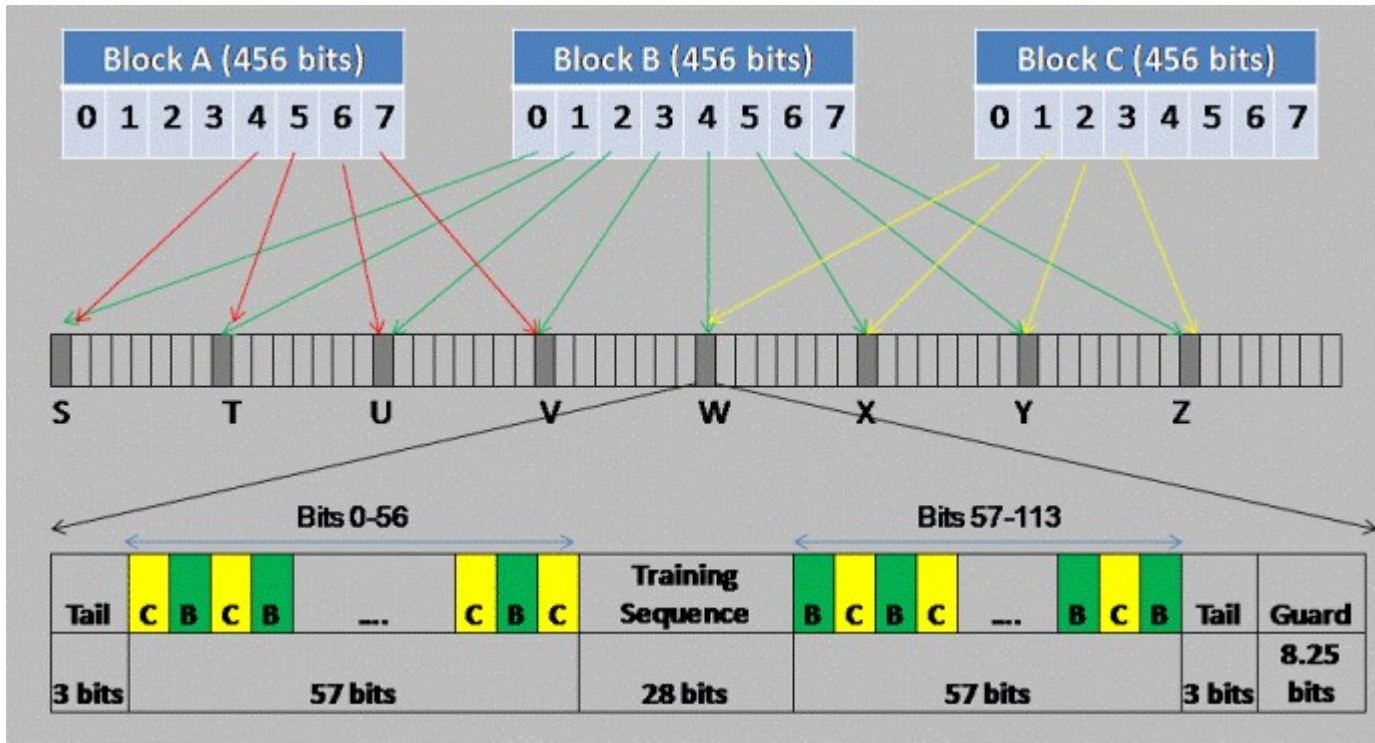 Block A (456 bits) Block B (456 bits) Block C (456 bits)
0 1 2 3 4 5 6 7 0 1 2 3 4 5 6 7 0 1 2 3 4 5 6 7
S T U V W X Y Z
Bits 0-56 Bits 57-113
Tail C B C B .... C B C Training Sequence B C B C .... B C B Tail Guard
3 bits 57 bits 28 bits 57 bits 3 bits 8.25 bits